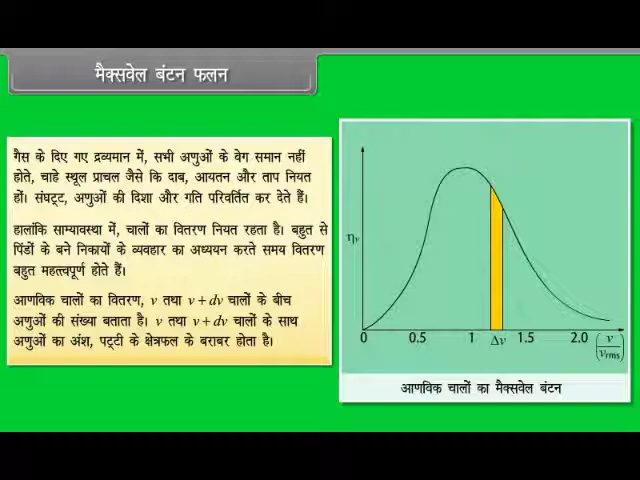 मैक्सवेल बंटन फलन
गैस के दिए गए द्रव्यमान में, सभी अणुओं के वेग समान नहीं
होते, चाहे स्थूल प्राचल जैसे कि दाब, आयतन और ताप नियत
हों। संघट्ट, अणुओं की दिशा और गति परिवर्तित कर देते हैं।
हालांकि साम्यावस्था में, चालों का वितरण नियत रहता है। बहुत से
पिंडों के बने निकायों के व्यवहार का अध्ययन करते समय वितरण
बहुत महत्त्वपूर्ण होते हैं।
आणविक चालों का वितरण, v तथा v + dv चालों के बीच
अणुओं की संख्या बताता है। v तथा v + dv चालों के साथ
अणुओं का अंश, पट्टी के क्षेत्रफल के बराबर होता है।
ηv
0 0.5 1 Δv 1.5 2.0 (v/vrms)
आणविक चालों का मैक्सवेल बंटन